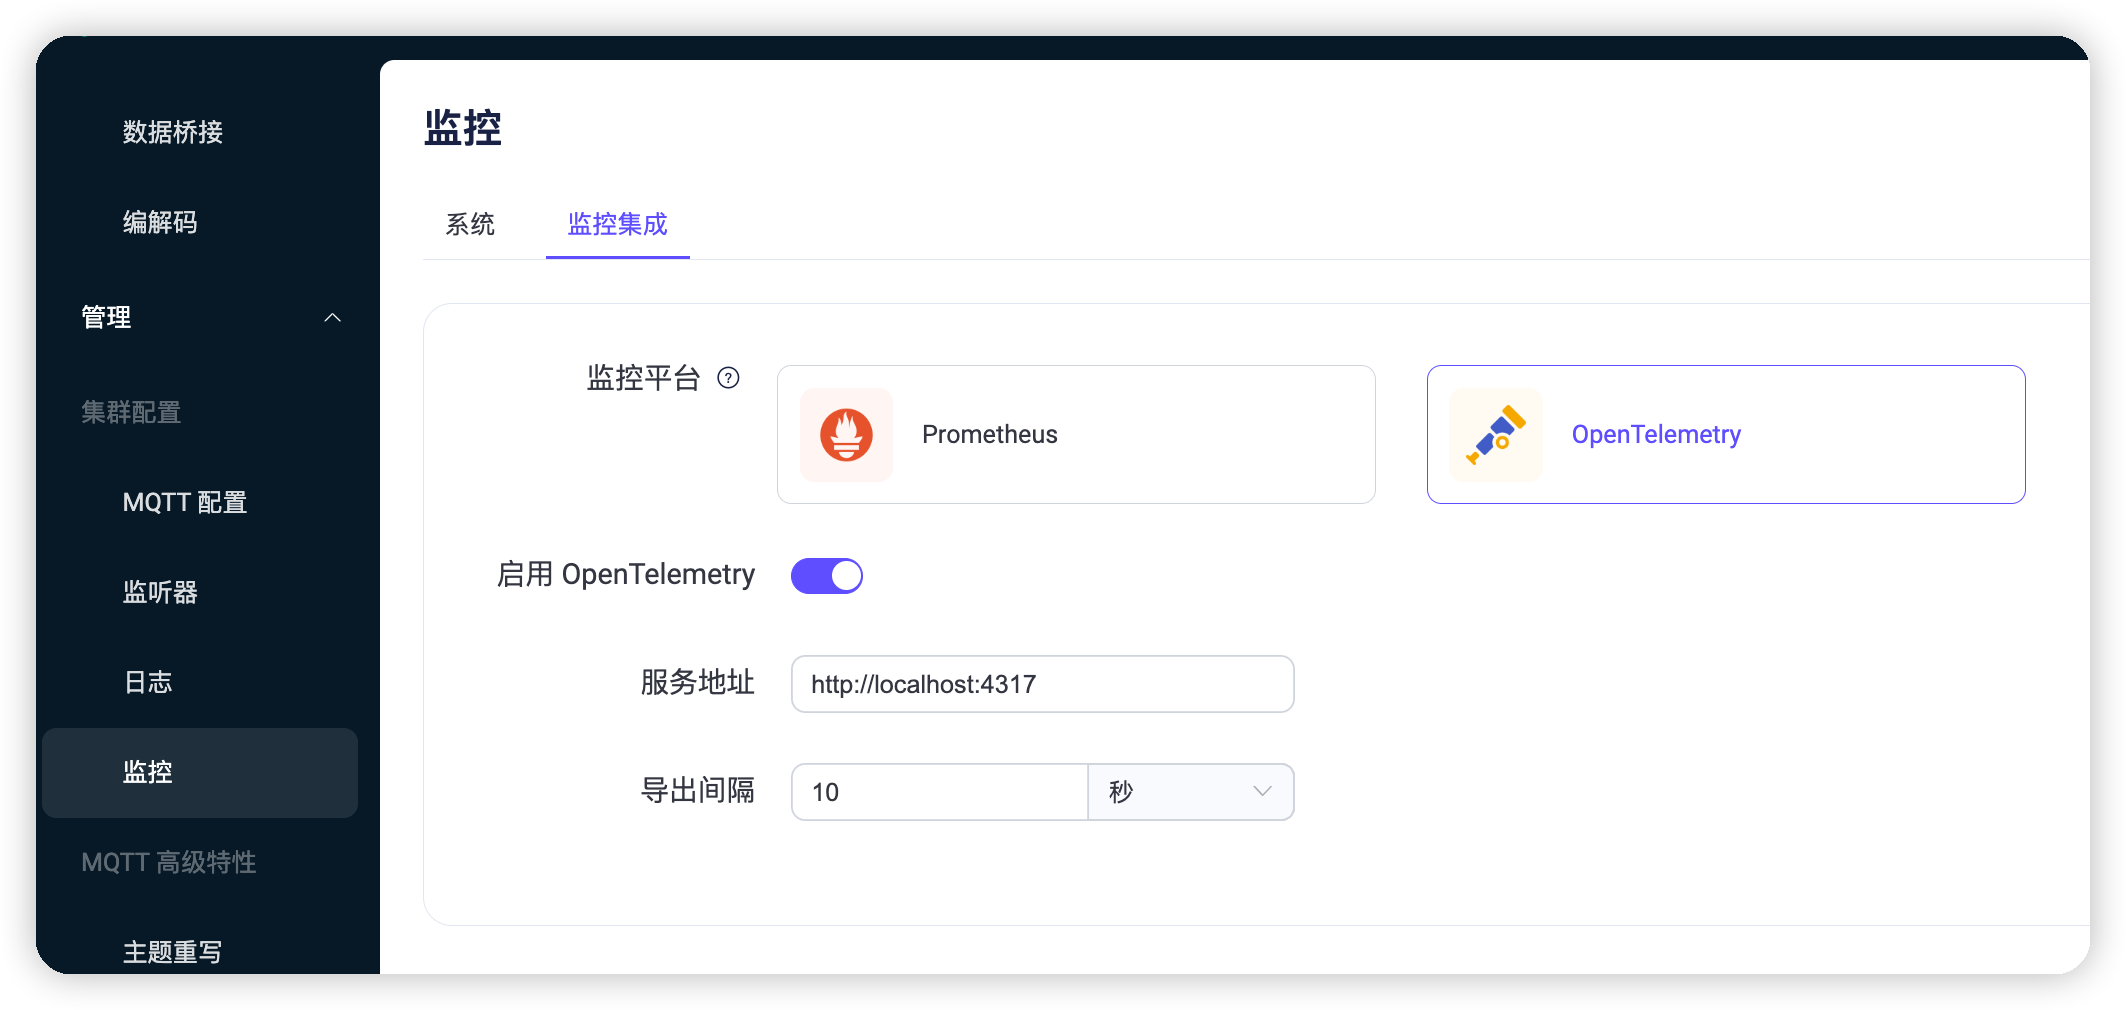 数据桥接
编解码
管理
集群配置
MQTT 配置
监听器
日志
监控
MQTT 高级特性
主题重写
监控
系统
监控集成
监控平台 ?
Prometheus
OpenTelemetry
启用 OpenTelemetry
服务地址
http://localhost:4317
导出间隔
10
秒